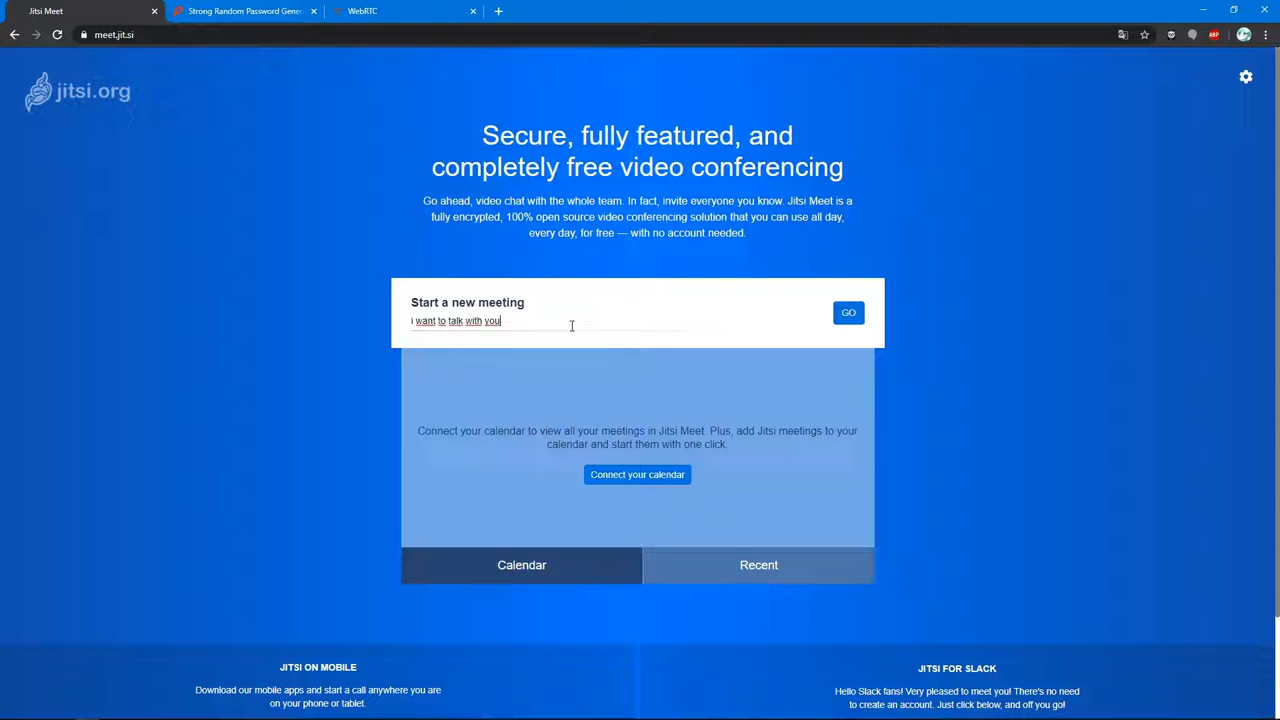 Jitsi Meet
Strong Random Password Gene
WebRTC
meet.jit.si
ABP
jitsi.org
Secure, fully featured, and
completely free video conferencing
Go ahead, video chat with the whole team. In fact, invite everyone you know. Jitsi Meet is a
fully encrypted, 100% open source video conferencing solution that you can use all day,
every day, for free — with no account needed.
Start a new meeting
i want to talk with you
GO
Connect your calendar to view all your meetings in Jitsi Meet. Plus, add Jitsi meetings to your
calendar and start them with one click.
Connect your calendar
Calendar
Recent
JITSI ON MOBILE
Download our mobile apps and start a call anywhere you are
on your phone or tablet.
JITSI FOR SLACK
Hello Slack fans! Very pleased to meet you! There's no need
to create an account. Just click below, and off you go!